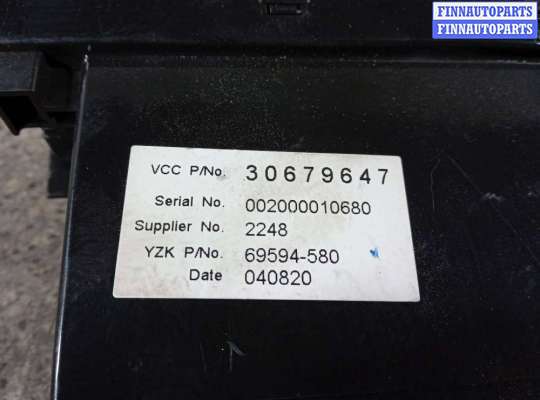 FINNAUTOPARTS
FINNAUTOPARTS
VCC P/No. 30679647
Serial No. 002000010680
Supplier No. 2248
YZK P/No. 69594-580
Date 040820